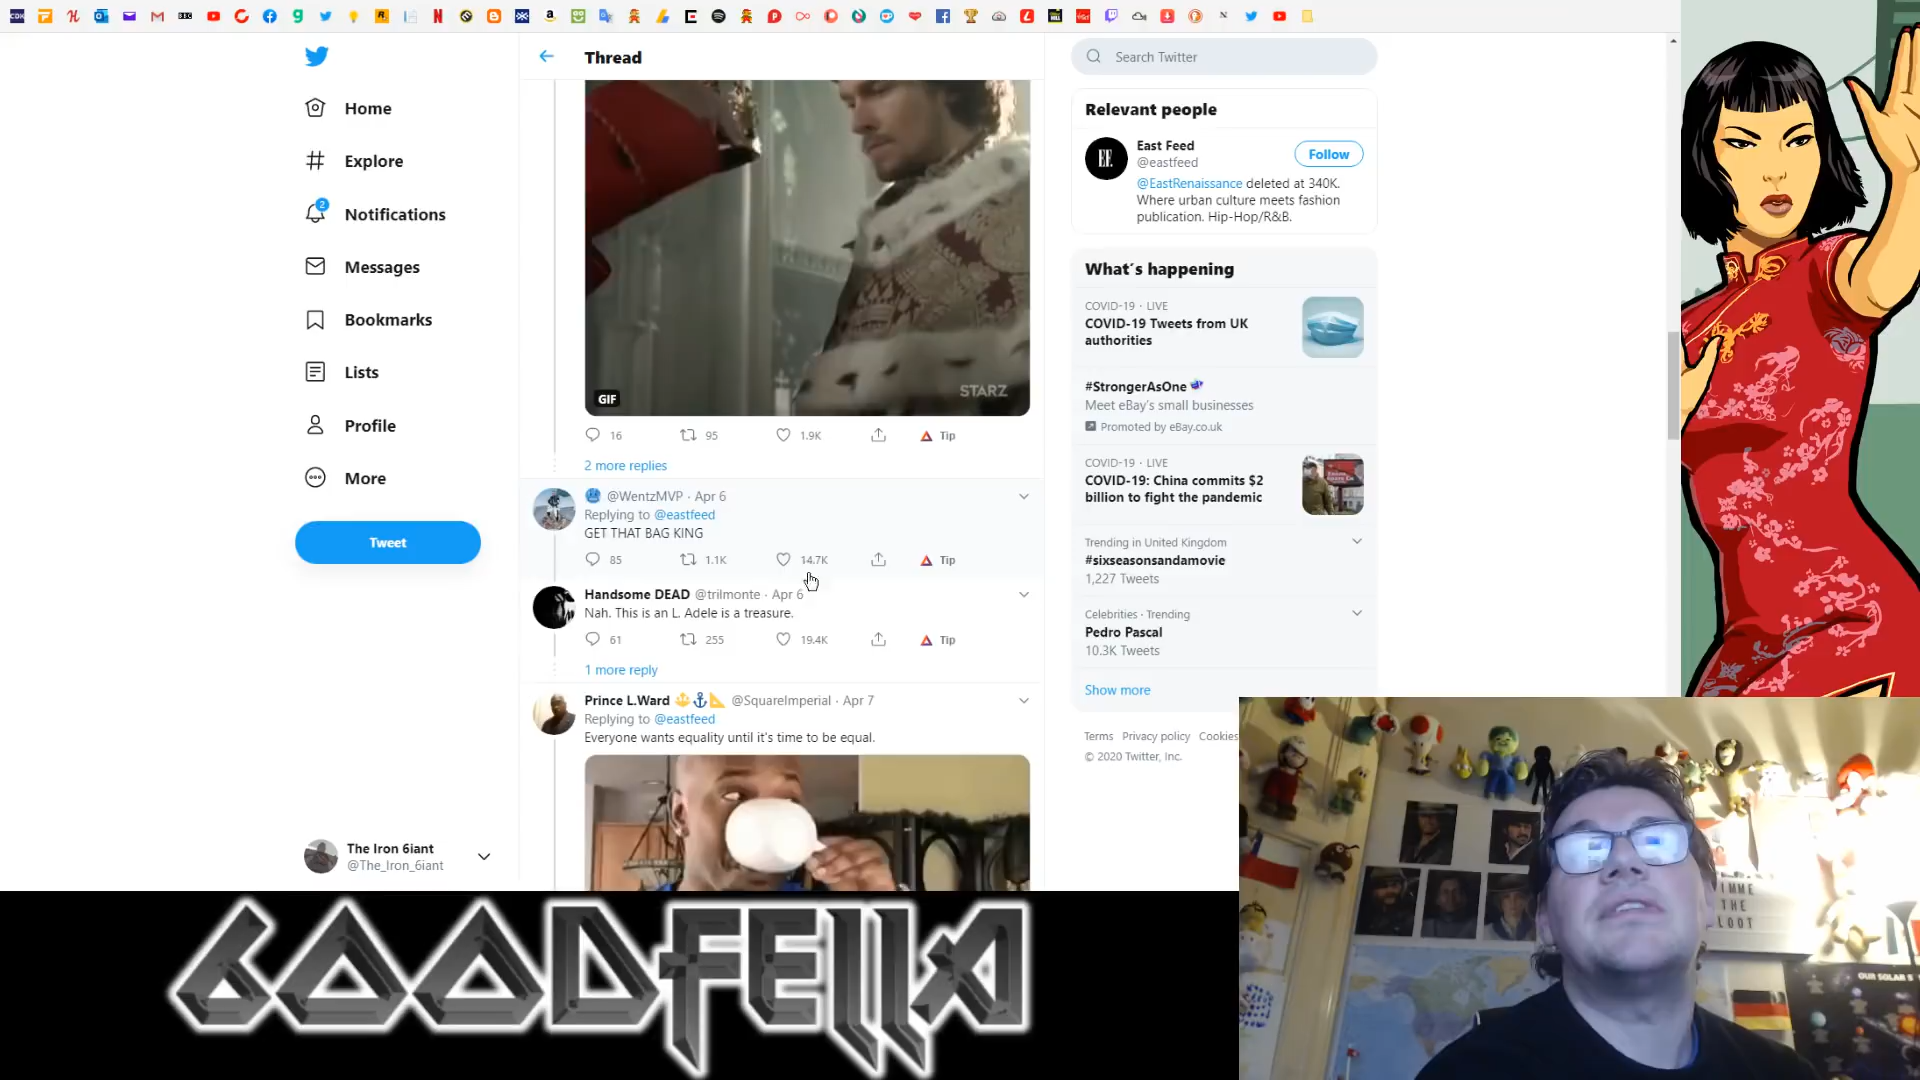 Thread
Search Twitter
Home
Explore
2
Notifications
Messages
Bookmarks
Lists
Profile
More
Tweet
The Iron 6iant
@The_Iron_6iant
STARZ
GIF
16 95 1.9K Tip
2 more replies
@WentzMVP · Apr 6
Replying to @eastfeed
GET THAT BAG KING
85 1.1K 14.7K Tip
Handsome DEAD @trilmonte · Apr 6
Nah. This is an L. Adele is a treasure.
61 255 19.4K Tip
1 more reply
Prince L.Ward @SquareImperial · Apr 7
Replying to @eastfeed
Everyone wants equality until it's time to be equal.
Relevant people
EF.
East Feed
@eastfeed
Follow
@EastRenaissance deleted at 340K.
Where urban culture meets fashion
publication. Hip-Hop/R&B.
What's happening
COVID-19 · LIVE
COVID-19 Tweets from UK
authorities
#StrongerAsOne
Meet eBay's small businesses
Promoted by eBay.co.uk
COVID-19 · LIVE
COVID-19: China commits $2
billion to fight the pandemic
Trending in United Kingdom
#sixseasonsandamovie
1,227 Tweets
Celebrities · Trending
Pedro Pascal
10.3K Tweets
Show more
Terms Privacy policy Cookies
© 2020 Twitter, Inc.
IMME
THE
LOOT
OUR SOLAR S
GOODFELLA